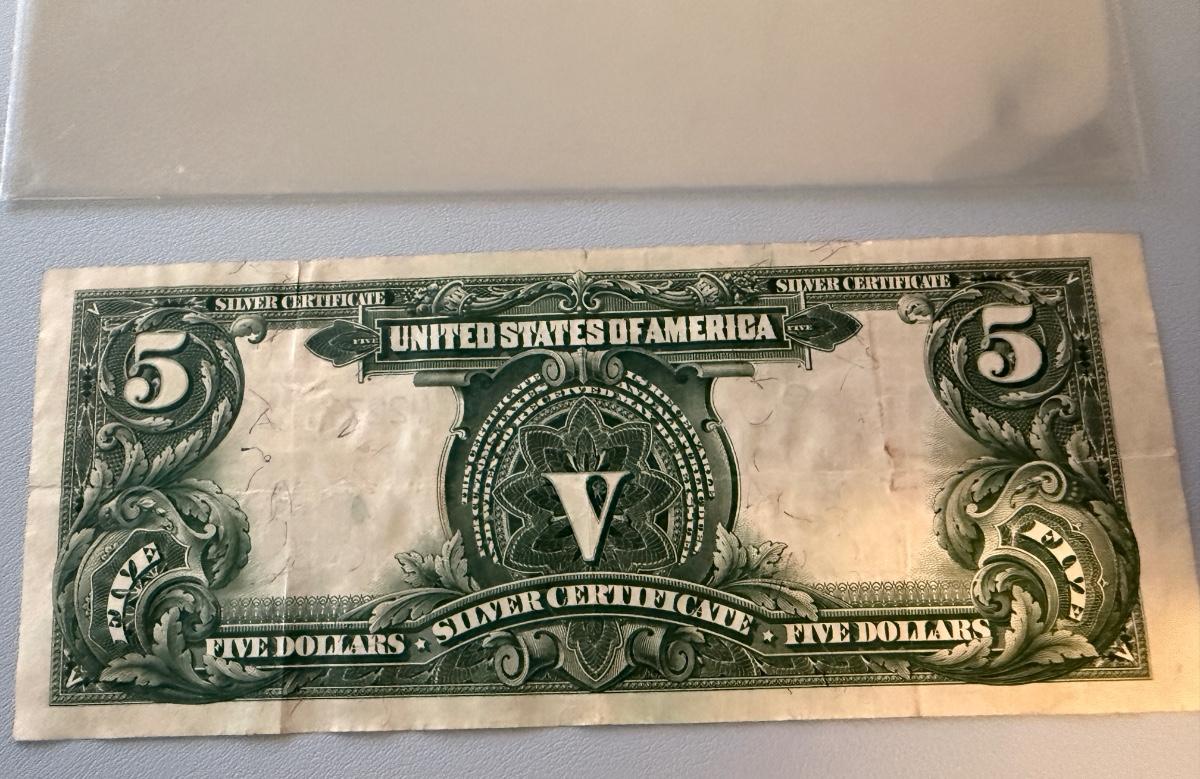 SILVER CERTIFICATE
SILVER CERTIFICATE
5
FIVE
UNITED STATES OF AMERICA
FIVE
5
V
FIVE
FIVE
SILVER CERTIFICATE
FIVE DOLLARS
FIVE DOLLARS
V
V